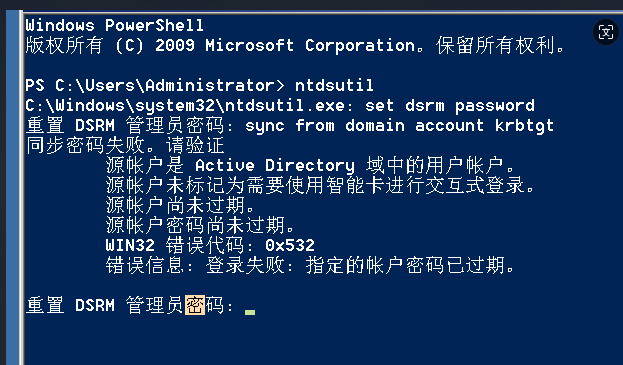 Windows PowerShell
版权所有 (C) 2009 Microsoft Corporation。保留所有权利。
PS C:\Users\Administrator> ntdsutil
C:\Windows\system32\ntdsutil.exe: set dsrm password
重置 DSRM 管理员密码: sync from domain account krbtgt
同步密码失败。请验证
源帐户是 Active Directory 域中的用户帐户。
源帐户未标记为需要使用智能卡进行交互式登录。
源帐户尚未过期。
源帐户密码尚未过期。
WIN32 错误代码: 0x532
错误信息: 登录失败: 指定的帐户密码已过期。
重置 DSRM 管理员密码: